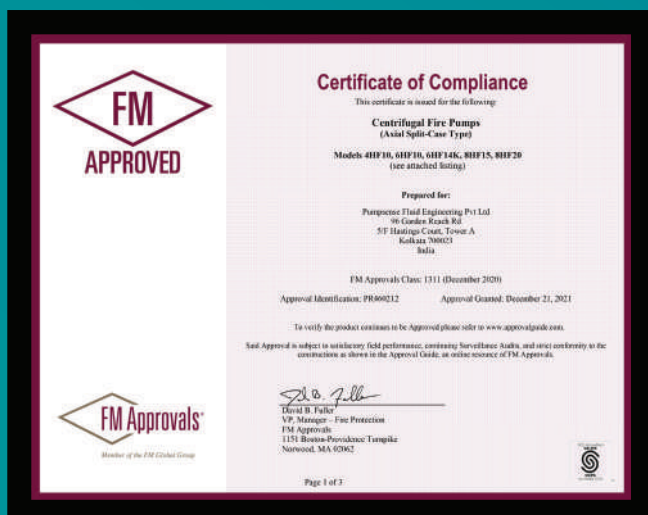 FM
APPROVED
Certificate of Compliance
This certificate is issued for the following:
Centrifugal Fire Pumps
(Axial Split-Case Type)
Models 4HF10, 6HF10, 6HF14K, 8HF15, 8HF20
(see attached listing)
Prepared for:
Pumpsense Fluid Engineering Pvt Ltd
96 Garden Reach Rd
5/F Hastings Court, Tower A
Kolkata 700023
India
FM Approvals Class: 1311 (December 2020)
Approval Identification: PR460212 Approval Granted: December 21, 2021
To verify the product continues to be Approved please refer to www.approvalguide.com.
Said Approval is subject to satisfactory field performance, continuing Surveillance Audits, and strict conformity to the
constructions as shown in the Approval Guide, an online resource of FM Approvals.
David B. Fuller
VP, Manager – Fire Protection
FM Approvals
1151 Boston-Providence Turnpike
Norwood, MA 02062
FM Approvals
Member of the FM Global Group
Page 1 of 3